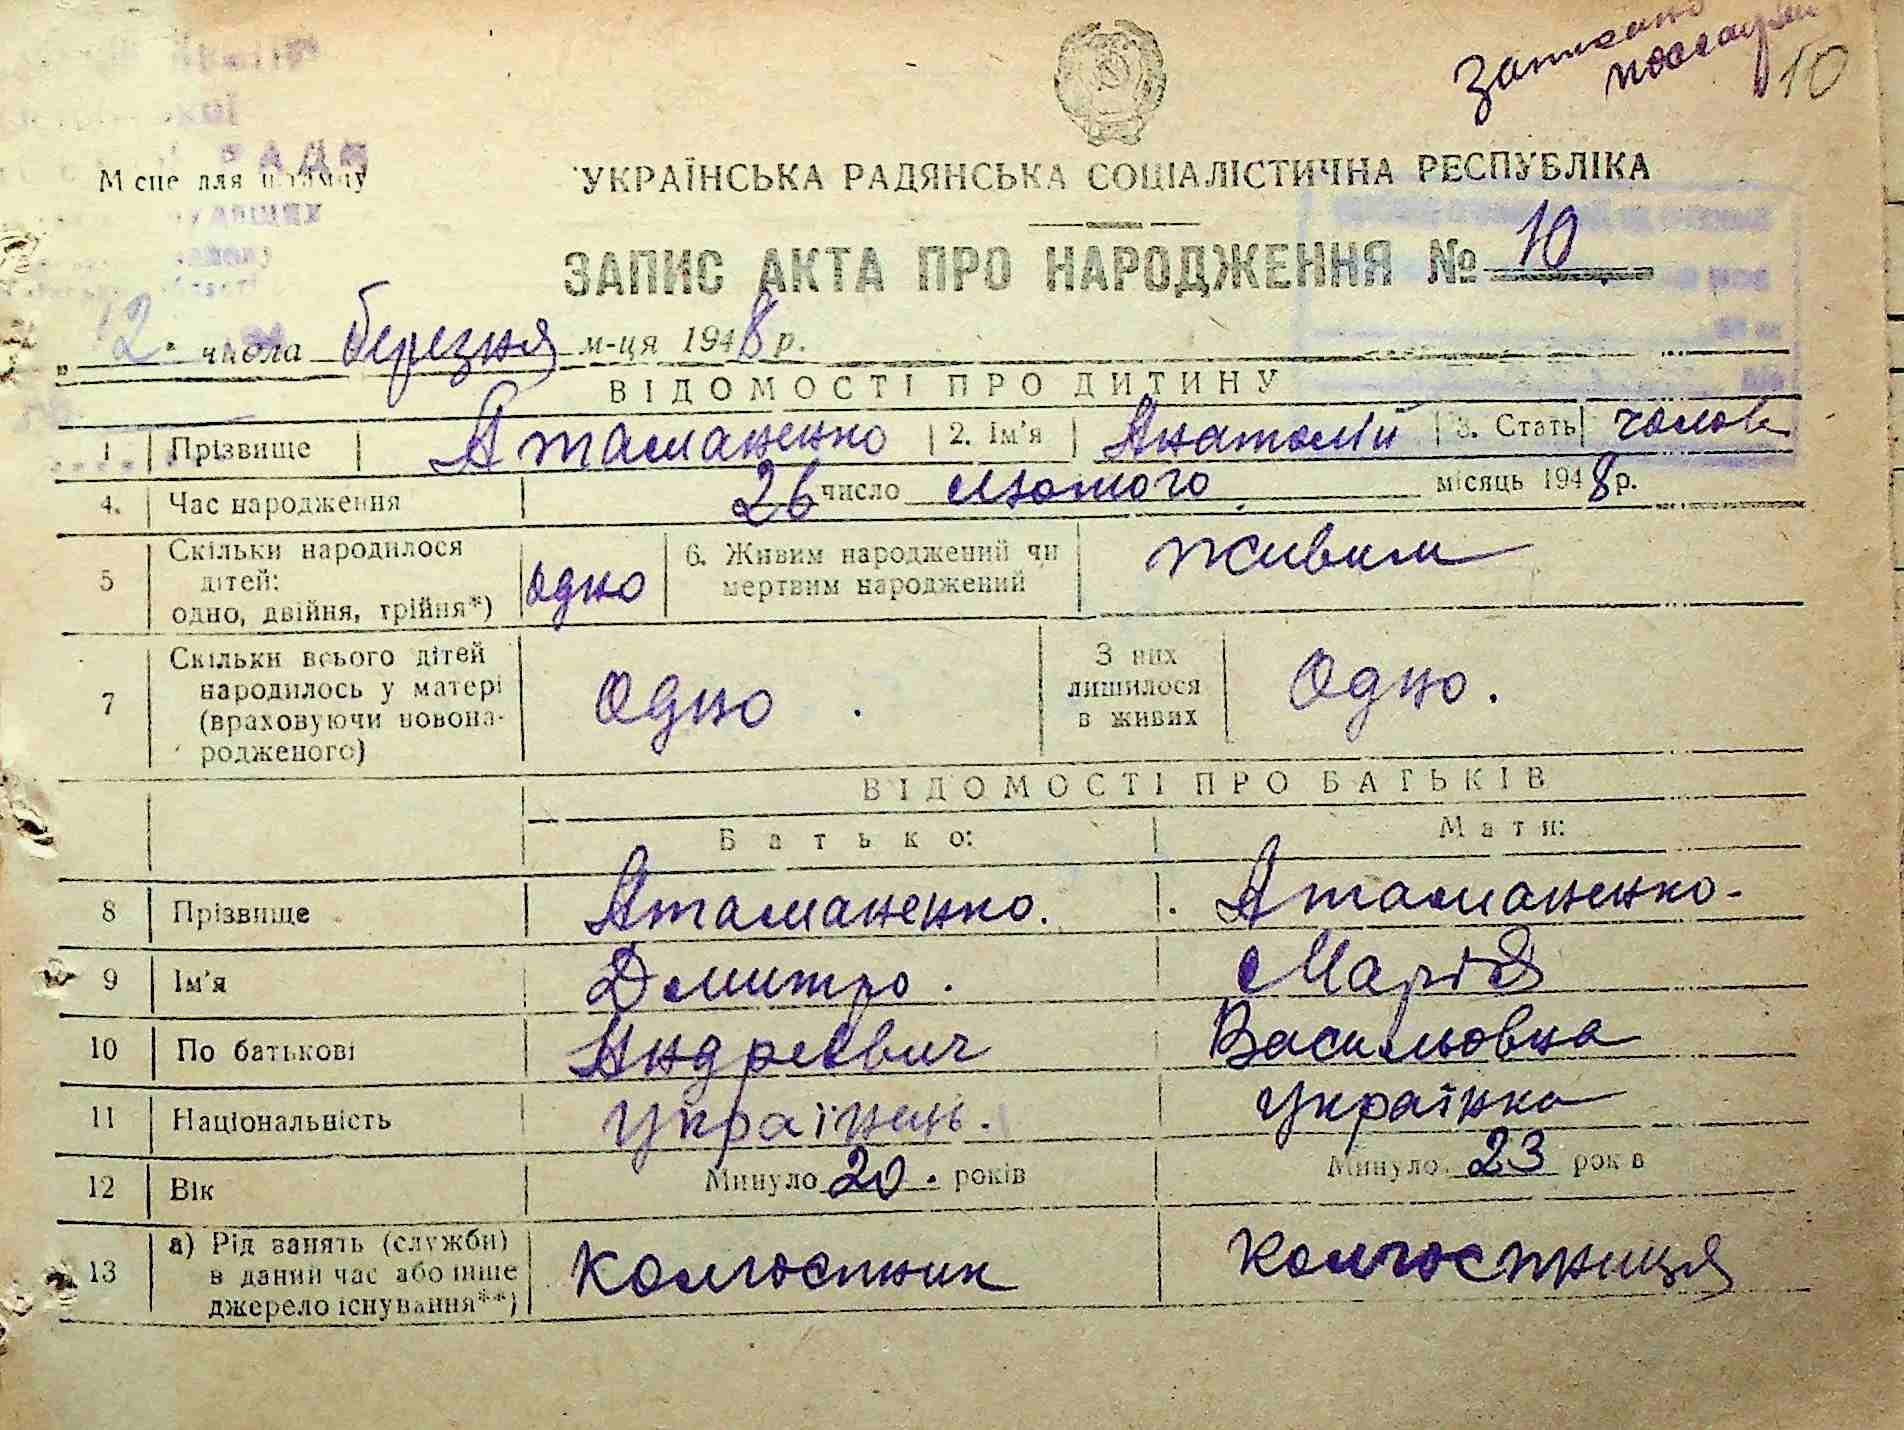 10
Місце для штампу
УКРАЇНСЬКА РАДЯНСЬКА СОЦІАЛІСТИЧНА РЕСПУБЛІКА
ЗАПИС АКТА ПРО НАРОДЖЕННЯ № 10
„12“ числа березня м-ця 1948 р.
ВІДОМОСТІ ПРО ДИТИНУ
1 Прізвище Атаманенко 2. Ім'я Анатолій 3. Стать чолов
4. Час народження 26 число лютого місяць 1948 р.
5 Скільки народилося дітей: одно, двійня, трійня*) одно 6. Живим народжений чи мертвим народжений живим
7 Скільки всього дітей народилось у матері (враховуючи новонародженого) Одно. З них лишилося в живих Одно.
ВІДОМОСТІ ПРО БАТЬКІВ
Батько: Мати:
8 Прізвище Атаманенко. Атаманенко-
9 Ім'я Дмитро. Марія
10 По батькові Андреєвич Васильовна
11 Національність Українець. Українка
12 Вік Минуло 20. років Минуло 23 років
13 а) Рід занять (служби) в даний час або інше джерело існування**) Колгоспник Колгоспниця